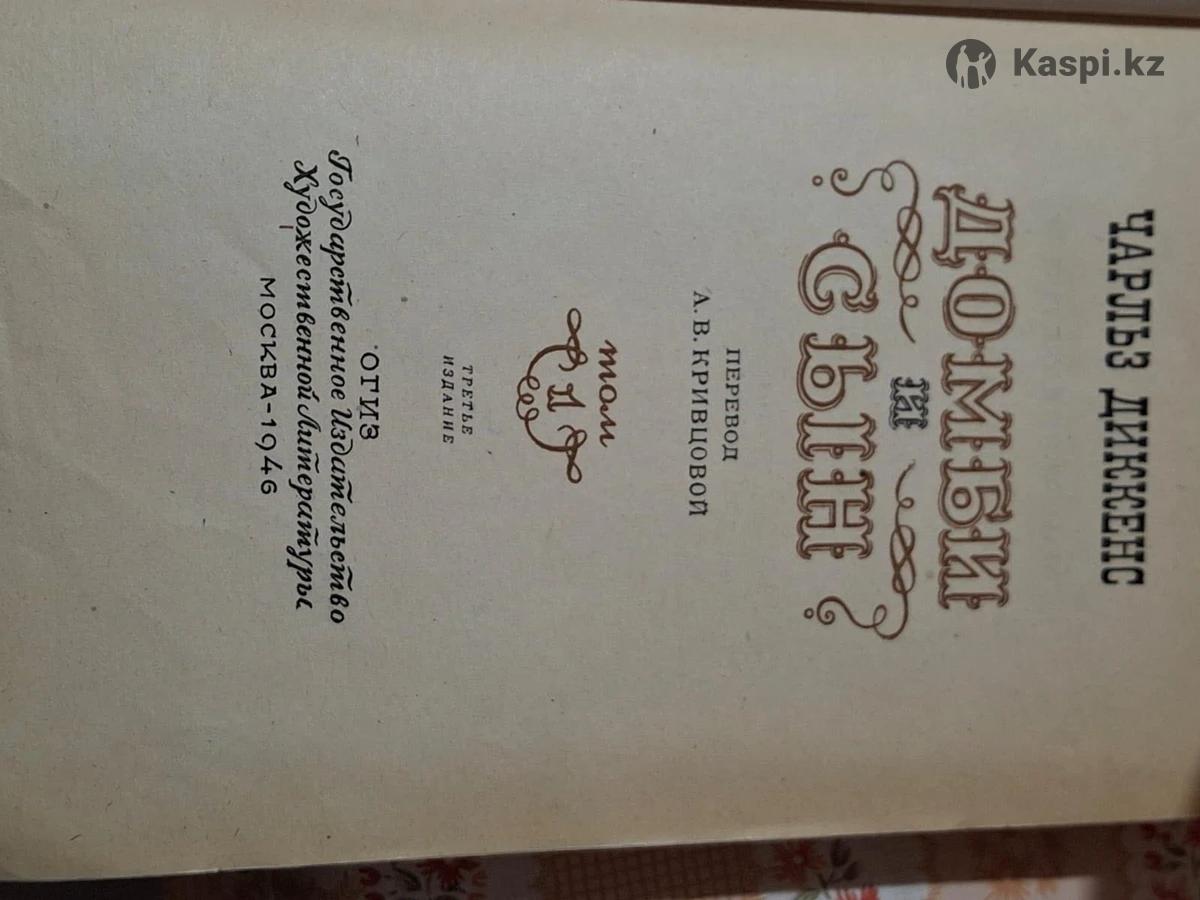 Kaspi.kz
ЧАРЛЬЗ ДИККЕНС
ДОМБИ
И
СЫН
ПЕРЕВОД
А. В. КРИВЦОВОЙ
том
1
ТРЕТЬЕ
ИЗДАНИЕ
ОГИЗ
Государственное Издательство
Художественной Литературы
МОСКВА-1946